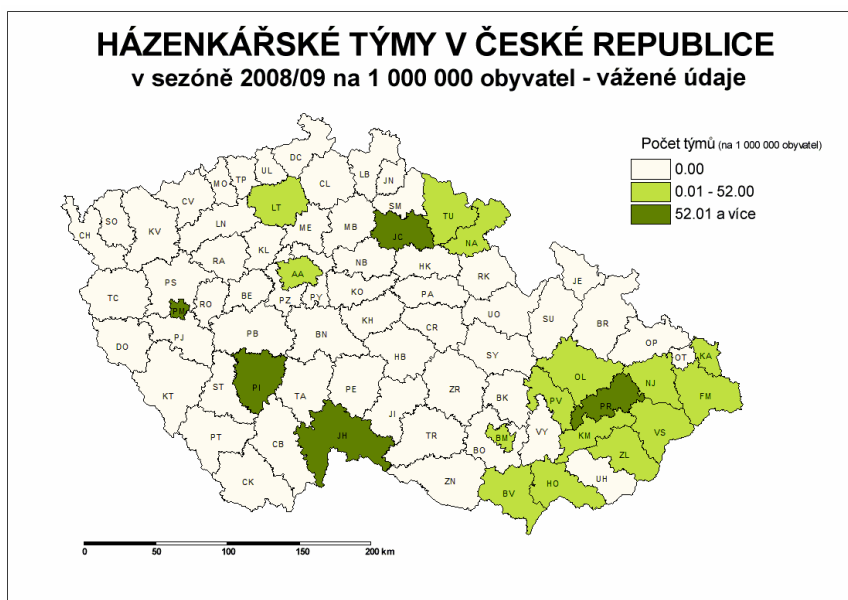 HÁZENKÁŘSKÉ TÝMY V ČESKÉ REPUBLICE
v sezóně 2008/09 na 1 000 000 obyvatel - vážené údaje
Počet týmů (na 1 000 000 obyvatel)
0.00
0.01 - 52.00
52.01 a více
DC
UL
TP
MO
LB
JN
CL
CV
SM
LT
TU
SO
LN
ME
MB
JC
NA
CH
KV
KL
RA
NB
HK
RK
AA
JE
PS
TC
RO
BE
PZ
PY
KO
PA
PM
UO
SU
BR
PJ
PB
BN
KH
CR
OP
DO
HB
SY
OT
KA
OL
KT
ST
PI
TA
PE
ZR
BK
PV
PR
NJ
FM
JI
PT
CB
JH
TR
BO
BM
VY
KM
VS
ZL
CK
ZN
BV
HO
UH
0
50
100
150
200 km